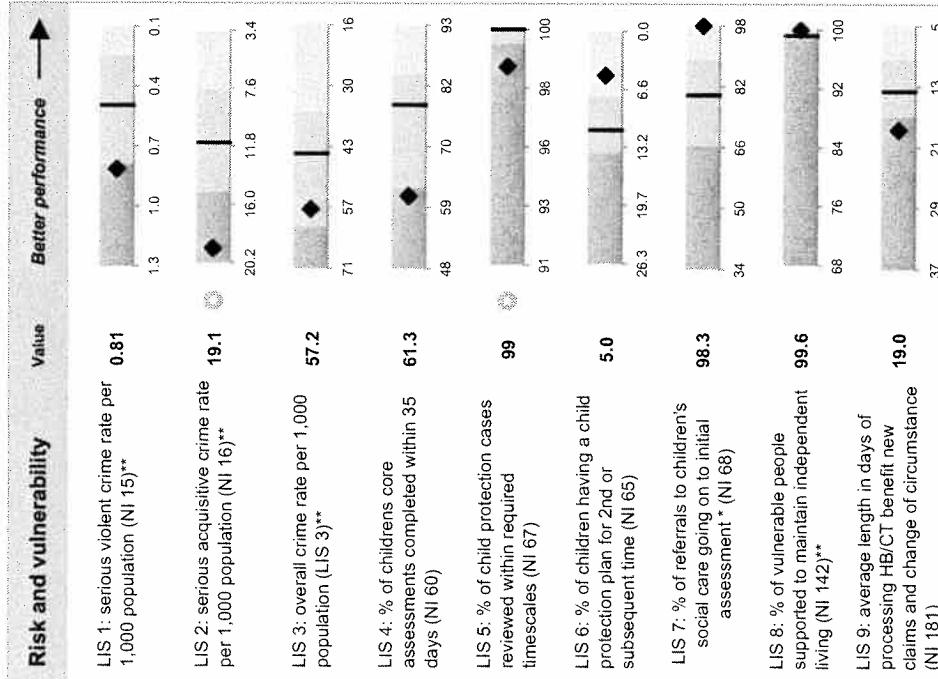 Risk and vulnerability Value Better performance
LIS 1: serious violent crime rate per
1,000 population (NI 15)**
0.81
1.3 1.0 0.7 0.4 0.1
LIS 2: serious acquisitive crime rate
per 1,000 population (NI 16)**
19.1
20.2 16.0 11.8 7.6 3.4
LIS 3: overall crime rate per 1,000
population (LIS 3)**
57.2
71 57 43 30 16
LIS 4: % of childrens core
assessments completed within 35
days (NI 60)
61.3
48 59 70 82 93
LIS 5: % of child protection cases
reviewed within required
timescales (NI 67)
99
91 93 96 98 100
LIS 6: % of children having a child
protection plan for 2nd or
subsequent time (NI 65)
5.0
26.3 19.7 13.2 6.6 0.0
LIS 7: % of referrals to children's
social care going on to initial
assessment * (NI 68)
98.3
34 50 66 82 98
LIS 8: % of vulnerable people
supported to maintain independent
living (NI 142)**
99.6
68 76 84 92 100
LIS 9: average length in days of
processing HB/CT benefit new
claims and change of circumstance
(NI 181)
19.0
37 29 21 13 5